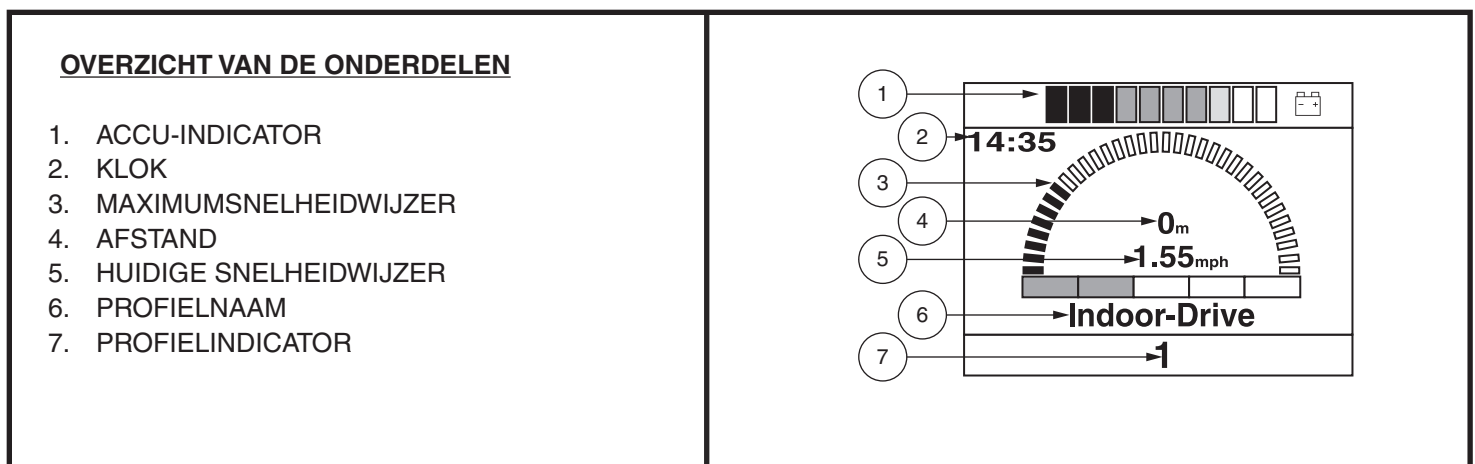 OVERZICHT VAN DE ONDERDELEN
1. ACCU-INDICATOR
2. KLOK
3. MAXIMUMSNELHEIDWIJZER
4. AFSTAND
5. HUIDIGE SNELHEIDWIJZER
6. PROFIELNAAM
7. PROFIELINDICATOR
1
- +
2
14:35
3
4
0m
5
1.55mph
6
Indoor-Drive
7
1